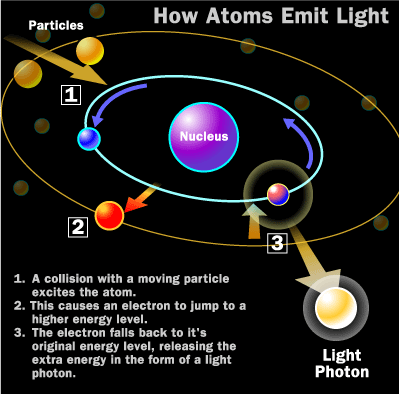 How Atoms Emit Light
Particles
1
Nucleus
2
3
1. A collision with a moving particle
excites the atom.
2. This causes an electron to jump to a
higher energy level.
3. The electron falls back to it's
original energy level, releasing the
extra energy in the form of a light
photon.
Light
Photon